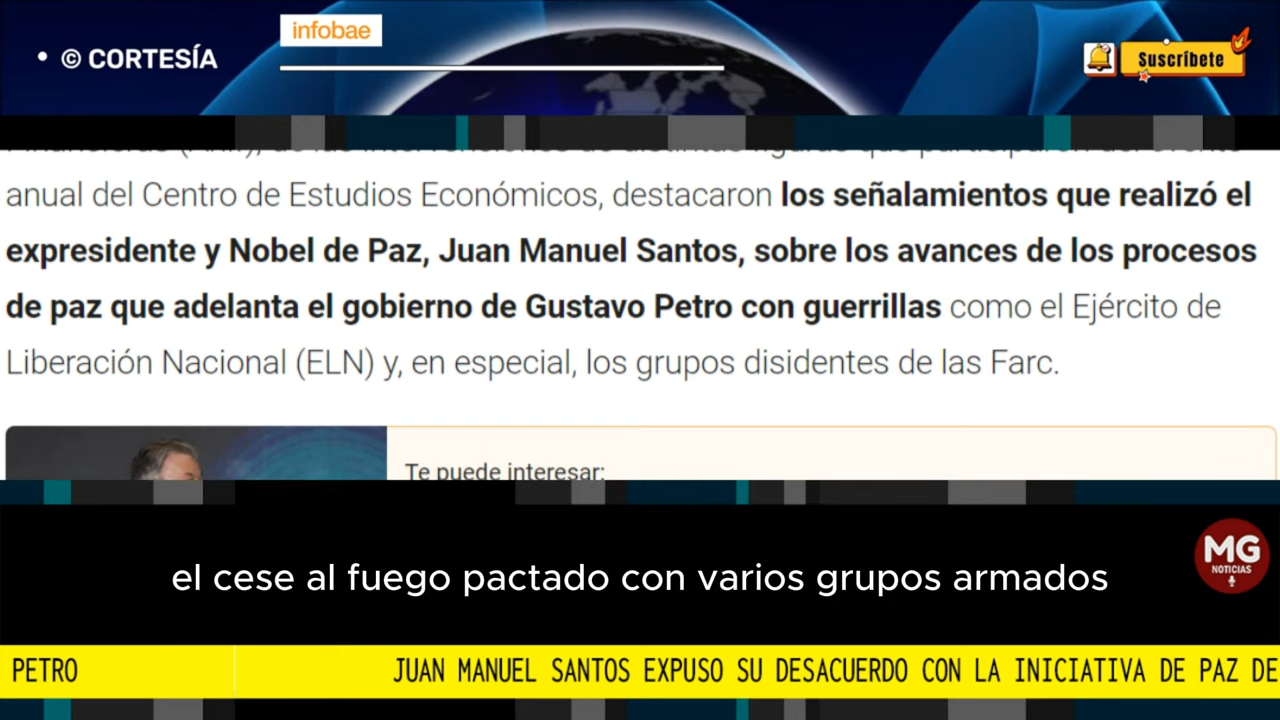 infobae
• © CORTESÍA
Suscríbete
anual del Centro de Estudios Económicos, destacaron los señalamientos que realizó el
expresidente y Nobel de Paz, Juan Manuel Santos, sobre los avances de los procesos
de paz que adelanta el gobierno de Gustavo Petro con guerrillas como el Ejército de
Liberación Nacional (ELN) y, en especial, los grupos disidentes de las Farc.
Te puede interesar:
MG
NOTICIAS
el cese al fuego pactado con varios grupos armados
PETRO JUAN MANUEL SANTOS EXPUSO SU DESACUERDO CON LA INICIATIVA DE PAZ DE